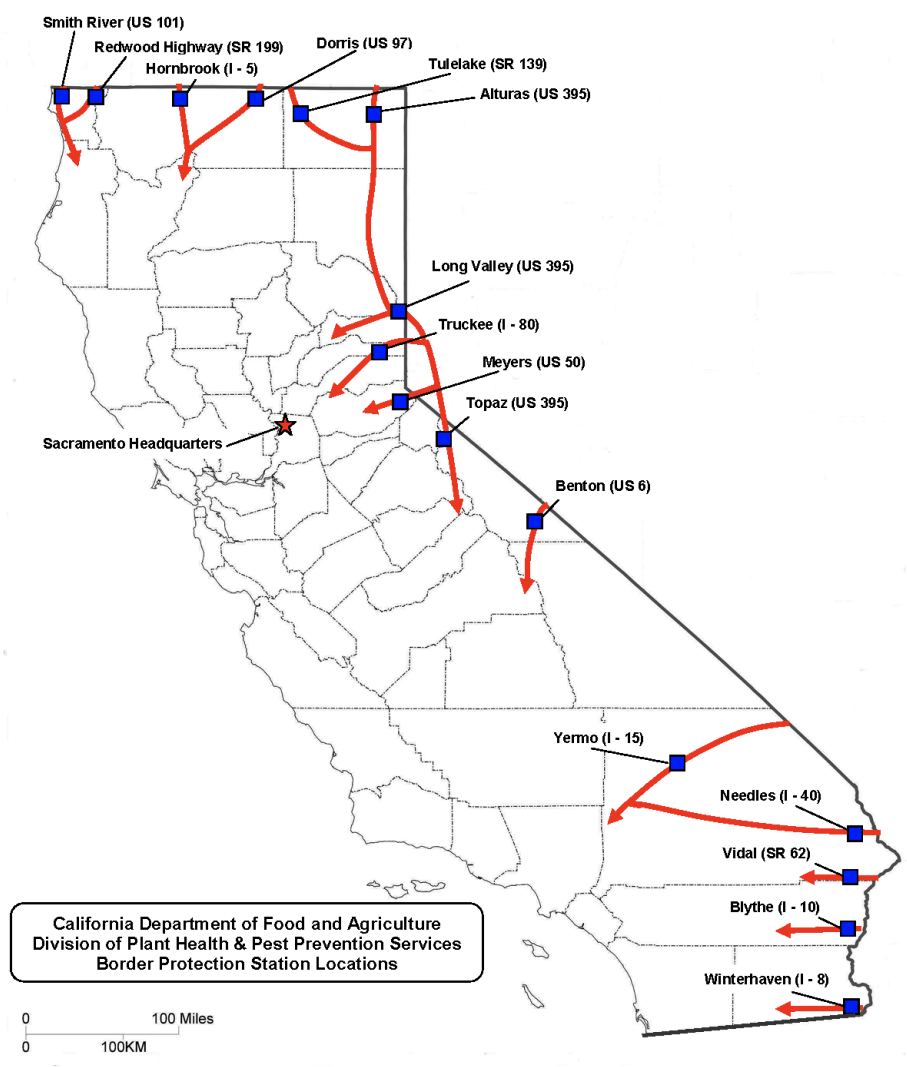 Smith River (US 101)
Redwood Highway (SR 199)
Dorris (US 97)
Hornbrook (I - 5)
Tulelake (SR 139)
Alturas (US 395)
Long Valley (US 395)
Truckee (I - 80)
Meyers (US 50)
Topaz (US 395)
Sacramento Headquarters
Benton (US 6)
Yermo (I - 15)
Needles (I - 40)
Vidal (SR 62)
Blythe (I - 10)
Winterhaven (I - 8)
California Department of Food and Agriculture
Division of Plant Health & Pest Prevention Services
Border Protection Station Locations
0 100 Miles
0 100KM